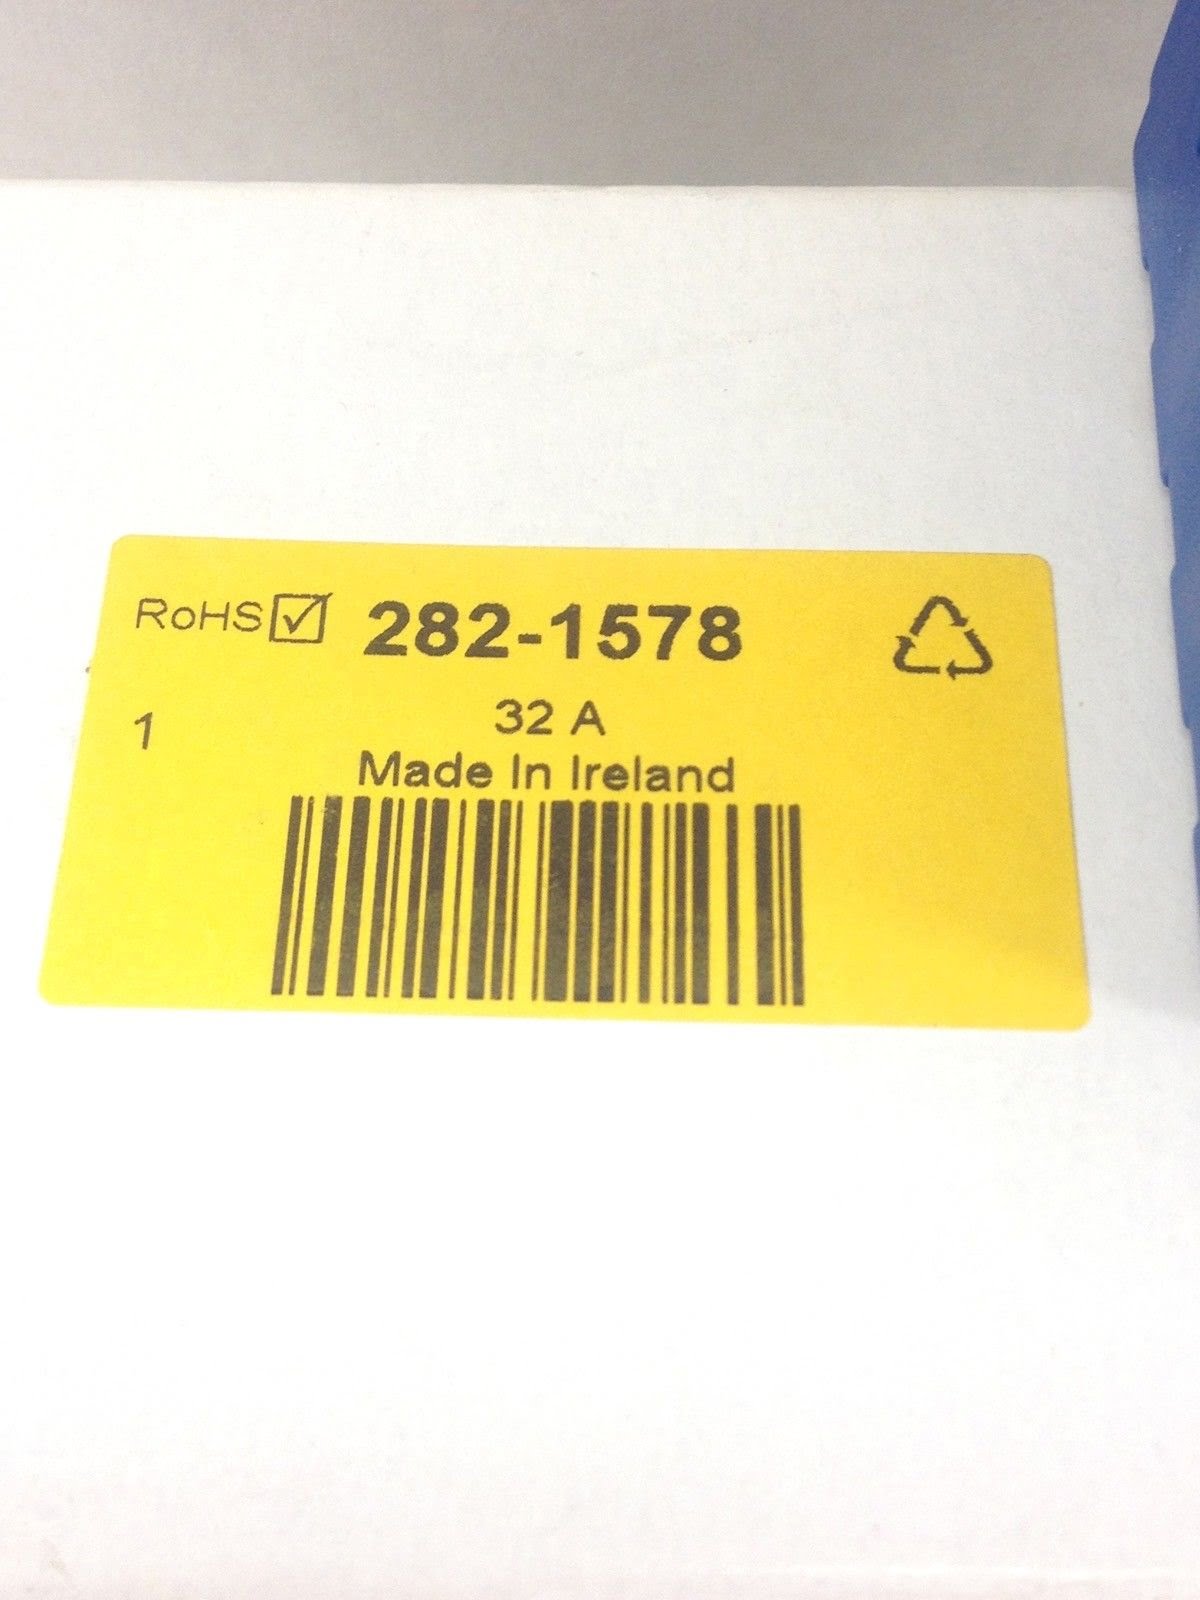 RoHS 282-1578
32 A
1
Made In Ireland